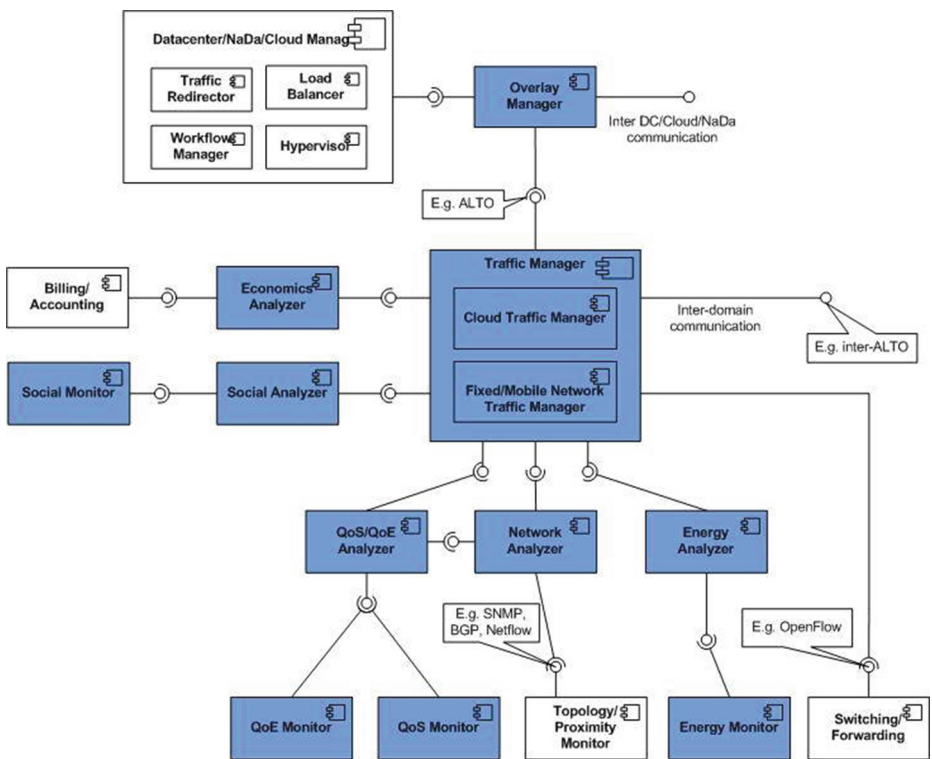 Datacenter/NaDa/Cloud Manag
Traffic
Redirector
Load
Balancer
Workflow
Manager
Hypervisor
Overlay
Manager
Inter DC/Cloud/NaDa
communication
E.g. ALTO
Traffic Manager
Cloud Traffic Manager
Fixed/Mobile Network
Traffic Manager
Billing/
Accounting
Economics
Analyzer
Inter-domain
communication
E.g. inter-ALTO
Social Monitor
Social Analyzer
QoS/QoE
Analyzer
Network
Analyzer
Energy
Analyzer
E.g. SNMP,
BGP, Netflow
E.g. OpenFlow
QoE Monitor
QoS Monitor
Topology/
Proximity
Monitor
Energy Monitor
Switching/
Forwarding